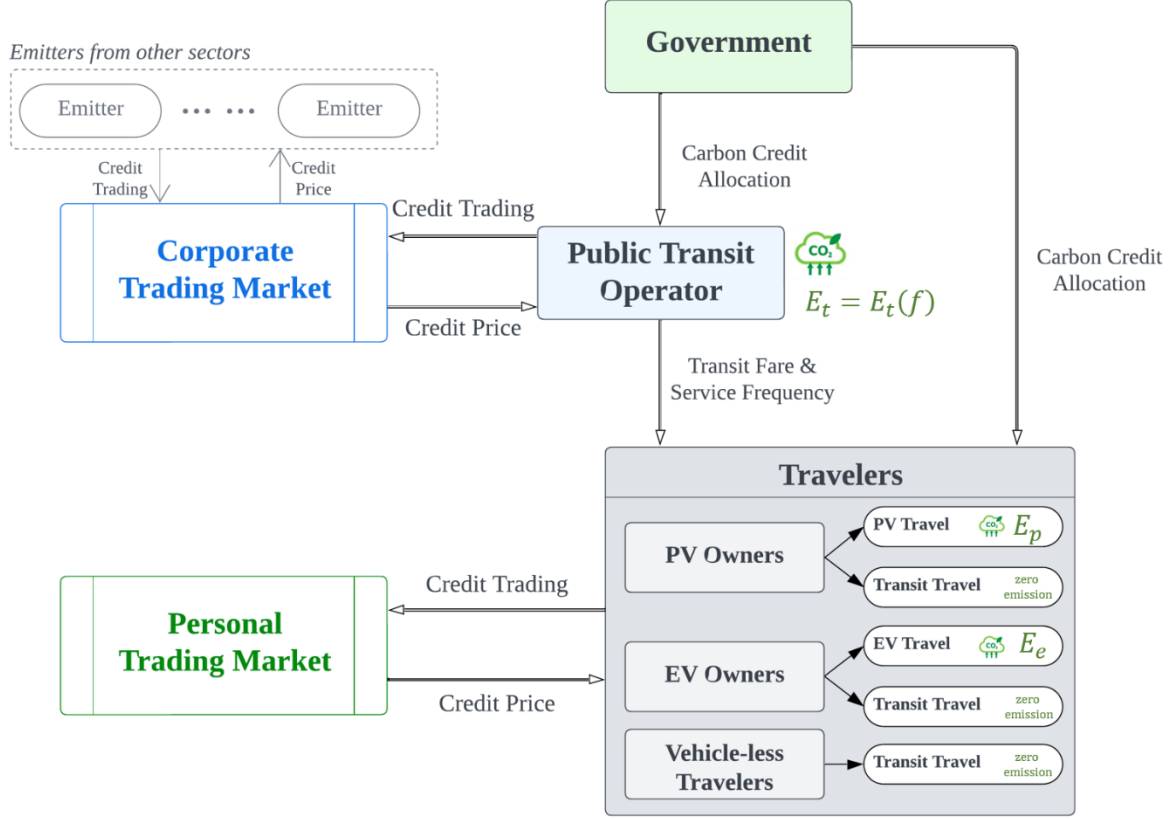 Government
Emitters from other sectors
Emitter
... ...
Emitter
Credit
Trading
Credit
Price
Carbon Credit
Allocation
Carbon Credit
Allocation
Corporate
Trading Market
Credit Trading
Credit Price
Public Transit
Operator
CO₂
E_t = E_t(f)
Transit Fare &
Service Frequency
Travelers
PV Owners
PV Travel CO₂ E_p
Transit Travel zero
emission
EV Owners
EV Travel CO₂ E_e
Transit Travel zero
emission
Vehicle-less
Travelers
Transit Travel zero
emission
Personal
Trading Market
Credit Trading
Credit Price